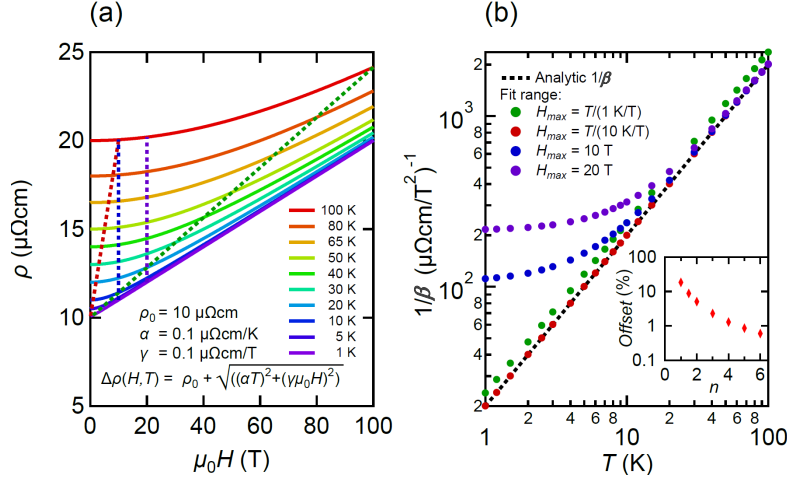 (a)
25
20
15
10
5
ρ (μΩcm)
100 K
80 K
65 K
50 K
40 K
30 K
20 K
10 K
5 K
1 K
ρ0 = 10 μΩcm
α = 0.1 μΩcm/K
γ = 0.1 μΩcm/T
Δρ(H,T) = ρ0 + √((αT)²+(γμ0H)²)
0 20 40 60 80 100
μ0H (T)
(b)
Analytic 1/β
Fit range:
Hmax = T/(1 K/T)
Hmax = T/(10 K/T)
Hmax = 10 T
Hmax = 20 T
1/β (μΩcm/T²)⁻¹
2
10³
8
6
4
2
10²
8
6
4
2
Offset (%)
100
10
1
0.1
0 2 4 6
n
1 2 4 6 8 10 2 4 6 8 100
T (K)